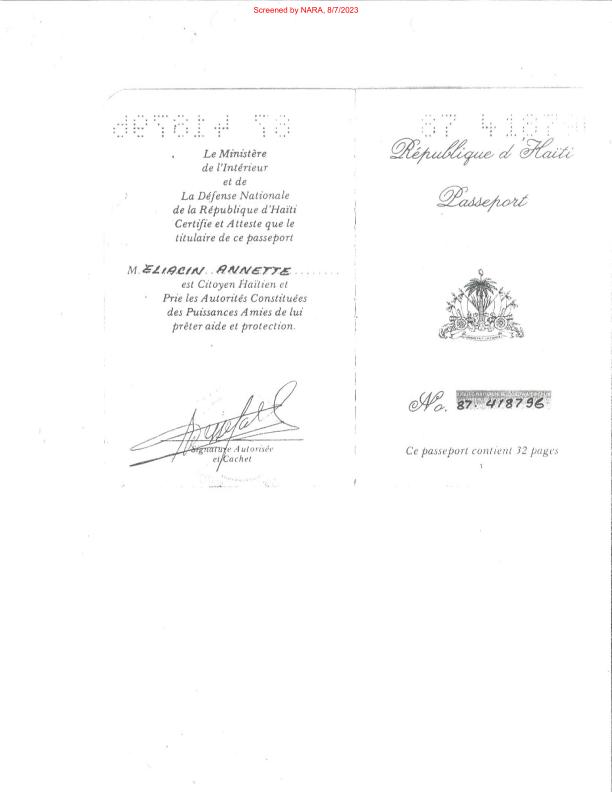 Screened by NARA, 8/7/2023
Le Ministère
de l'Intérieur
et de
La Défense Nationale
de la République d'Haïti
Certifie et Atteste que le
titulaire de ce passeport
M. ELIACIN ANNETTE
est Citoyen Haïtien et
Prie les Autorités Constituées
des Puissances Amies de lui
prêter aide et protection.
Signature Autorisée
et Cachet
87 41879
République d'Haïti
Passeport
No. 87. 418796
Ce passeport contient 32 pages
1